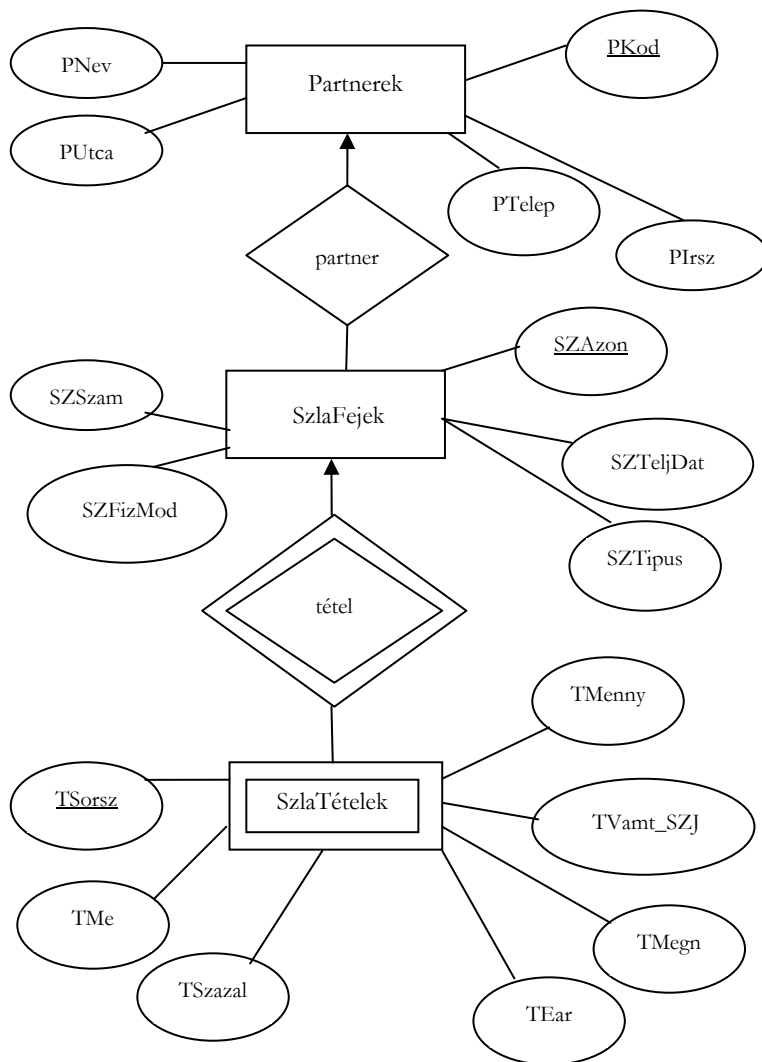 PKod
PNev
Partnerek
PUtca
PTelep
PIrsz
partner
SZAzon
SZSzam
SzlaFejek
SZTeljDat
SZFizMod
SZTipus
tétel
TMenny
TSorsz
SzlaTételek
TVamt_SZJ
TMe
TMegn
TSzazal
TEar